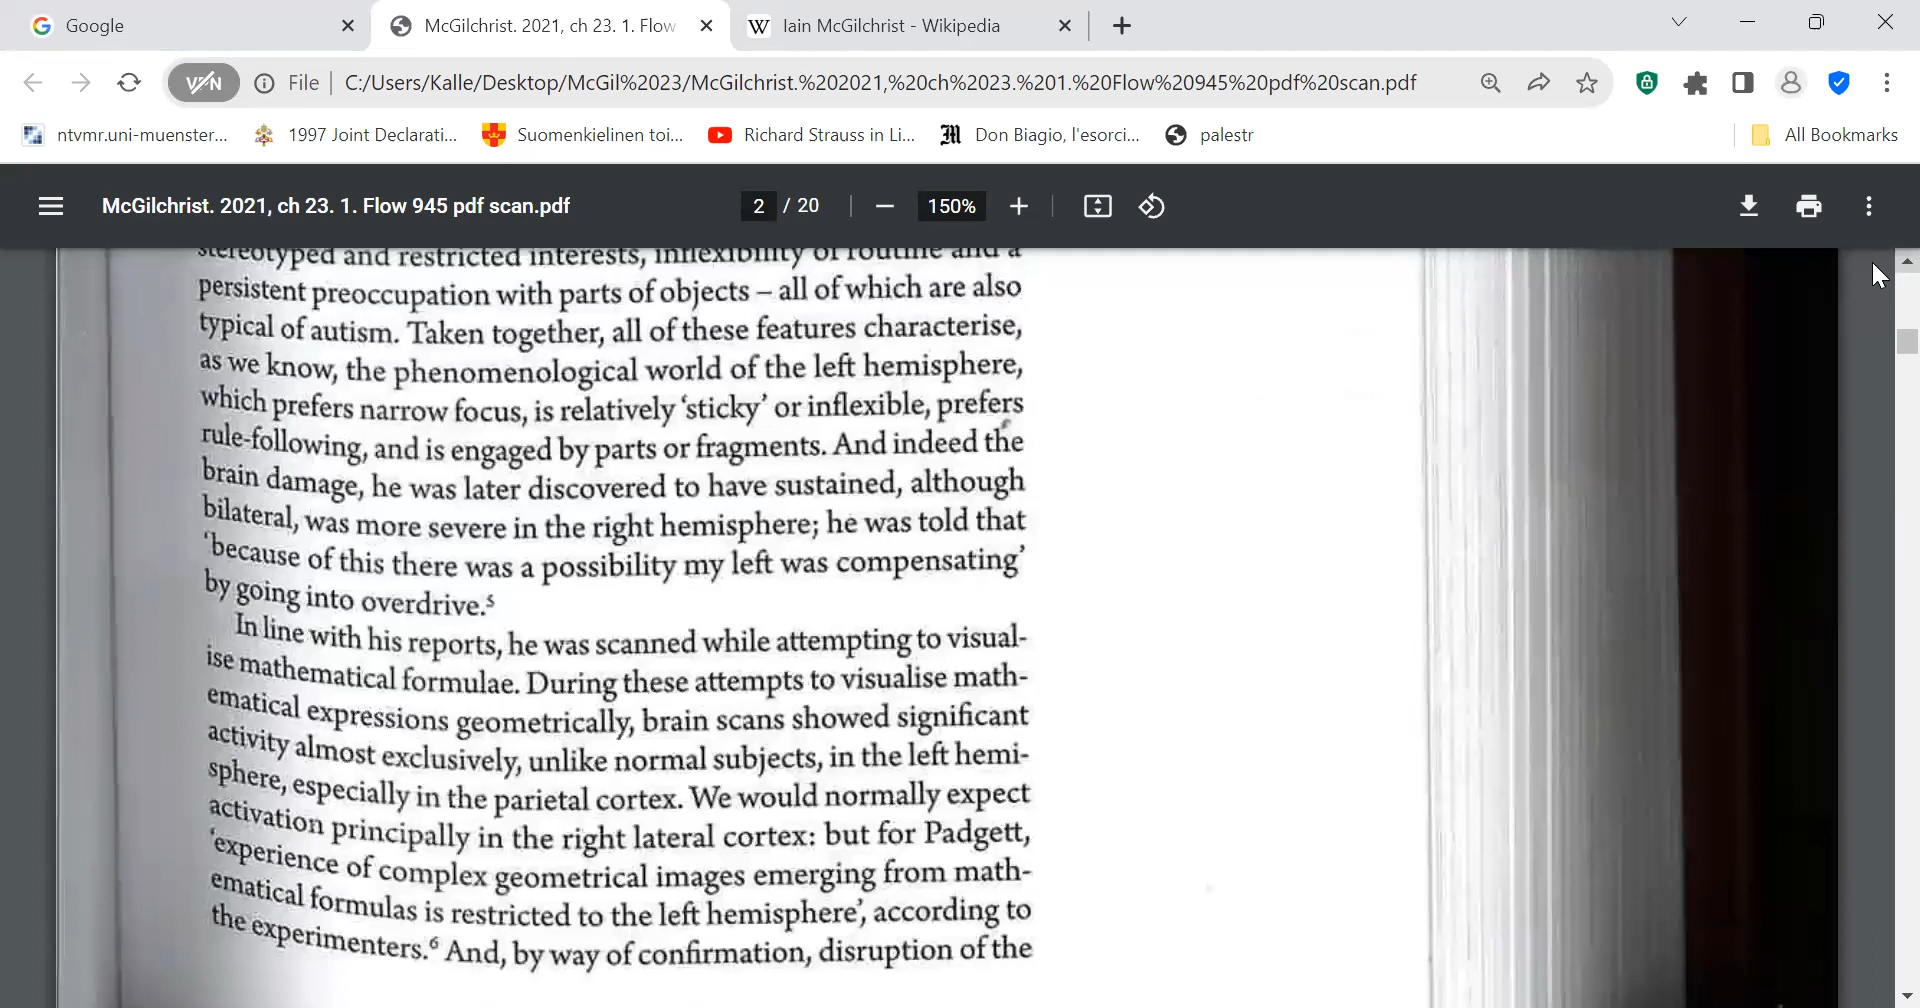 Google
McGilchrist. 2021, ch 23. 1. Flow
Iain McGilchrist - Wikipedia
VPN
File
C:/Users/Kalle/Desktop/McGil%2023/McGilchrist.%202021,%20ch%2023.%201.%20Flow%20945%20pdf%20scan.pdf
ntvmr.uni-muenster...
1997 Joint Declarati...
Suomenkielinen toi...
Richard Strauss in Li...
Don Biagio, l'esorci...
palestr
All Bookmarks
McGilchrist. 2021, ch 23. 1. Flow 945 pdf scan.pdf
2 / 20
150%
stereotyped and restricted interests, inflexibility of routine and a
persistent preoccupation with parts of objects – all of which are also
typical of autism. Taken together, all of these features characterise,
as we know, the phenomenological world of the left hemisphere,
which prefers narrow focus, is relatively ‘sticky’ or inflexible, prefers
rule-following, and is engaged by parts or fragments. And indeed the
brain damage, he was later discovered to have sustained, although
bilateral, was more severe in the right hemisphere; he was told that
‘because of this there was a possibility my left was compensating’
by going into overdrive.⁵
In line with his reports, he was scanned while attempting to visual-
ise mathematical formulae. During these attempts to visualise math-
ematical expressions geometrically, brain scans showed significant
activity almost exclusively, unlike normal subjects, in the left hemi-
sphere, especially in the parietal cortex. We would normally expect
activation principally in the right lateral cortex: but for Padgett,
‘experience of complex geometrical images emerging from math-
ematical formulas is restricted to the left hemisphere’, according to
the experimenters.⁶ And, by way of confirmation, disruption of the